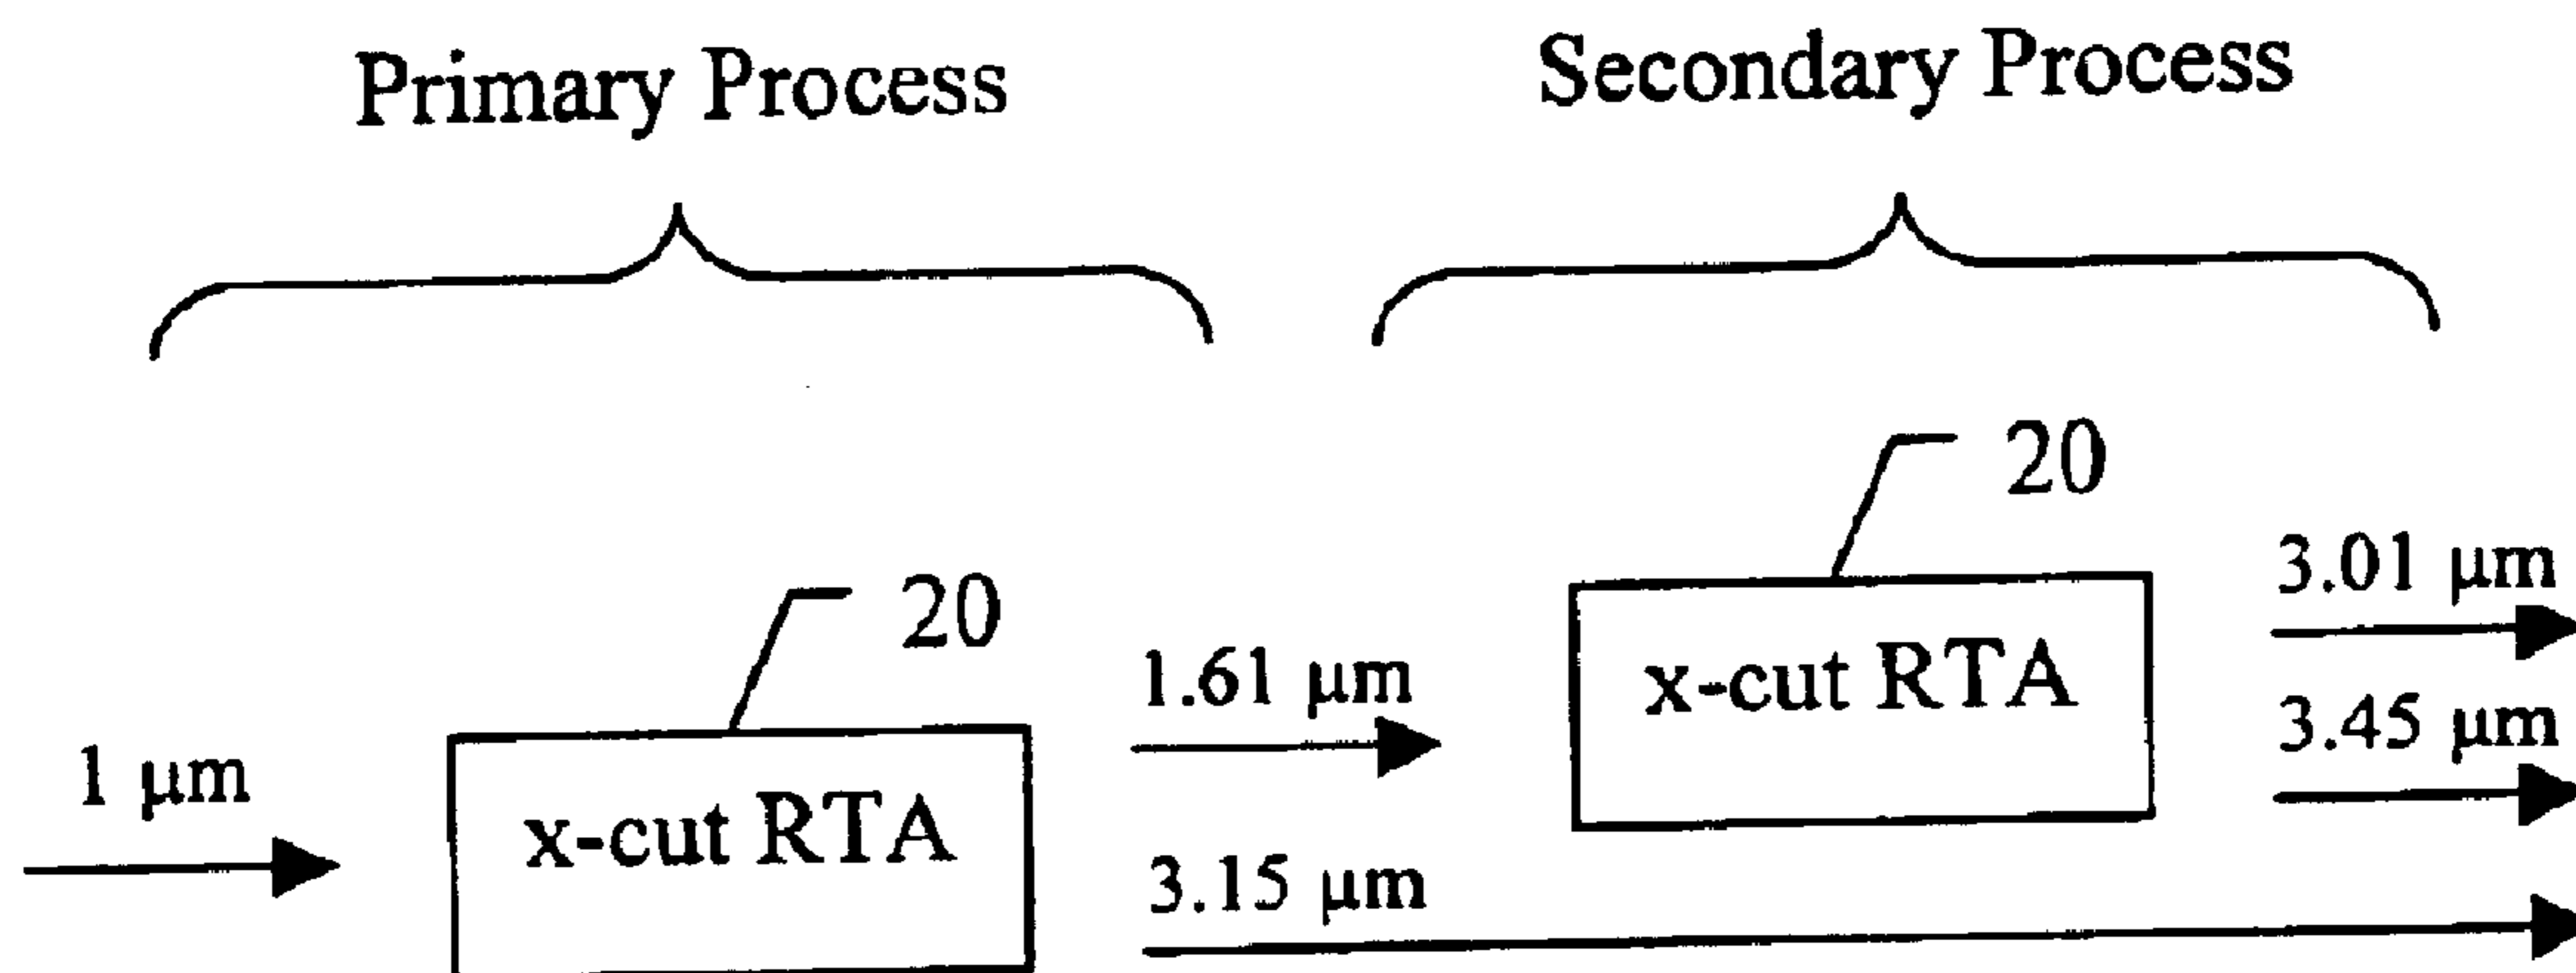 Primary Process
Secondary Process
20
3.01 μm
20
1.61 μm
x-cut RTA
3.45 μm
1 μm
x-cut RTA
3.15 μm